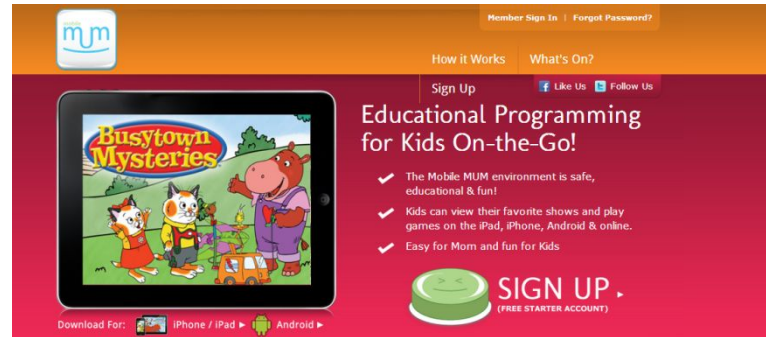 Member Sign In | Forgot Password?
mobile
mum
How it Works
What's On?
Sign Up
Like Us
Follow Us
Busytown
Mysteries
Educational Programming
for Kids On-the-Go!
The Mobile MUM environment is safe,
educational & fun!
Kids can view their favorite shows and play
games on the iPad, iPhone, Android & online.
Easy for Mom and fun for Kids
SIGN UP
(FREE STARTER ACCOUNT)
Download For:
iPhone / iPad
Android